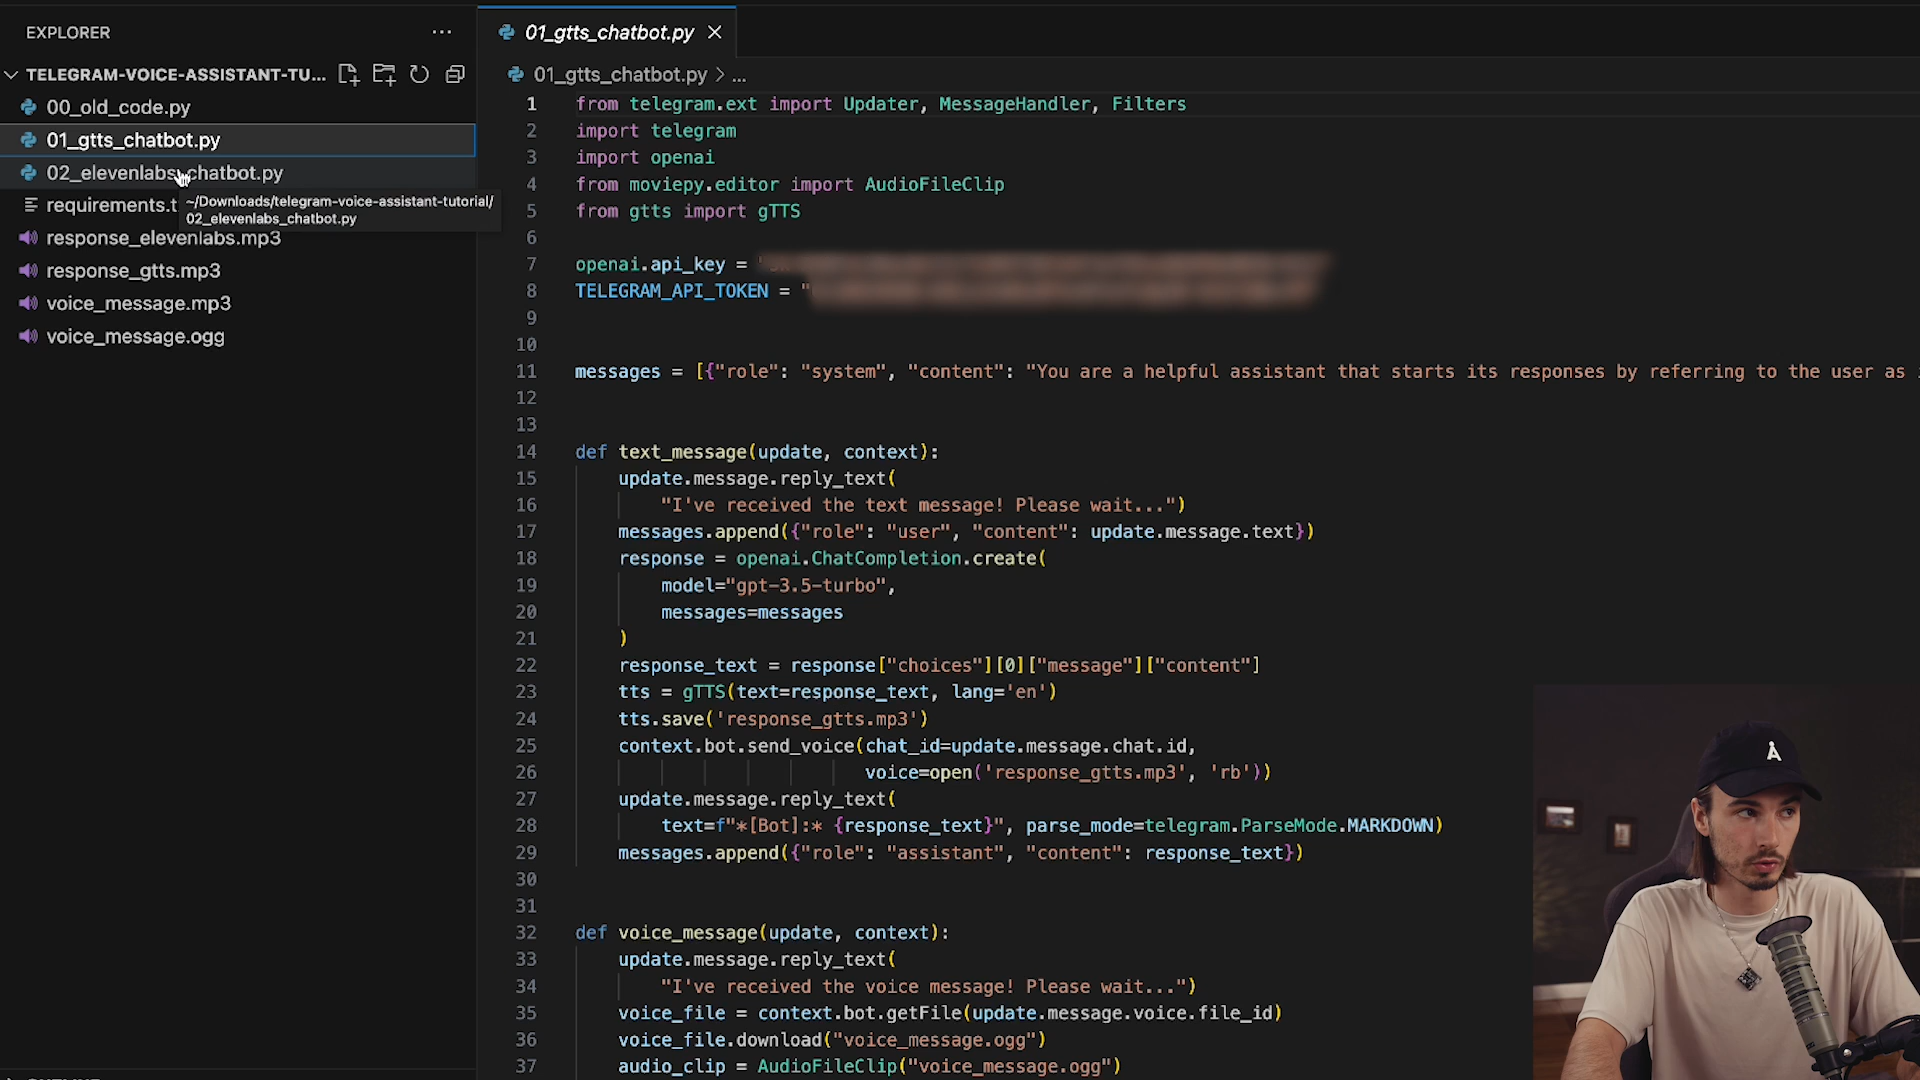 EXPLORER
TELEGRAM-VOICE-ASSISTANT-TU...
00_old_code.py
01_gtts_chatbot.py
02_elevenlabs_chatbot.py
requirements.t
~/Downloads/telegram-voice-assistant-tutorial/
02_elevenlabs_chatbot.py
response_elevenlabs.mp3
response_gtts.mp3
voice_message.mp3
voice_message.ogg
01_gtts_chatbot.py
01_gtts_chatbot.py > ...
1 from telegram.ext import Updater, MessageHandler, Filters
2 import telegram
3 import openai
4 from moviepy.editor import AudioFileClip
5 from gtts import gTTS
6
7 openai.api_key = "
8 TELEGRAM_API_TOKEN = "
9
10
11 messages = [{"role": "system", "content": "You are a helpful assistant that starts its responses by referring to the user as
12
13
14 def text_message(update, context):
15 update.message.reply_text(
16 "I've received the text message! Please wait...")
17 messages.append({"role": "user", "content": update.message.text})
18 response = openai.ChatCompletion.create(
19 model="gpt-3.5-turbo",
20 messages=messages
21 )
22 response_text = response["choices"][0]["message"]["content"]
23 tts = gTTS(text=response_text, lang='en')
24 tts.save('response_gtts.mp3')
25 context.bot.send_voice(chat_id=update.message.chat.id,
26 voice=open('response_gtts.mp3', 'rb'))
27 update.message.reply_text(
28 text=f"*[Bot]:* {response_text}", parse_mode=telegram.ParseMode.MARKDOWN)
29 messages.append({"role": "assistant", "content": response_text})
30
31
32 def voice_message(update, context):
33 update.message.reply_text(
34 "I've received the voice message! Please wait...")
35 voice_file = context.bot.getFile(update.message.voice.file_id)
36 voice_file.download("voice_message.ogg")
37 audio_clip = AudioFileClip("voice_message.ogg")